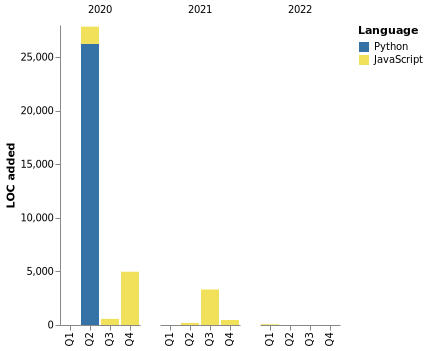 2020 2021 2022
Language
Python
JavaScript
25,000
20,000
15,000
10,000
5,000
0
LOC added
Q1 Q2 Q3 Q4 Q1 Q2 Q3 Q4 Q1 Q2 Q3 Q4